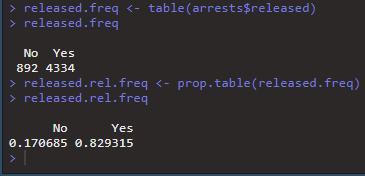 > released.freq <- table(arrests$released)
> released.freq

  No  Yes
 892 4334
> released.rel.freq <- prop.table(released.freq)
> released.rel.freq

      No      Yes
0.170685 0.829315
>